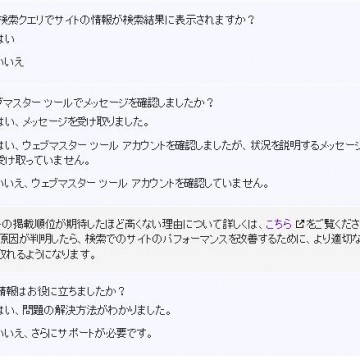 検索クエリでサイトの情報が検索結果に表示されますか？
はい
いいえ
ブマスター ツールでメッセージを確認しましたか？
はい、メッセージを受け取りました。
はい、ウェブマスター ツール アカウントを確認しましたが、状況を説明するメッセー
受け取っていません。
いいえ、ウェブマスター ツール アカウントを確認していません。
トの掲載順位が期待したほど高くない理由について詳しくは、こちら をご覧くださ
原因が判明したら、検索でのサイトのパフォーマンスを改善するために、より適切な
取れるようになります。
情報はお役に立ちましたか？
はい、問題の解決方法がわかりました。
いいえ、さらにサポートが必要です。